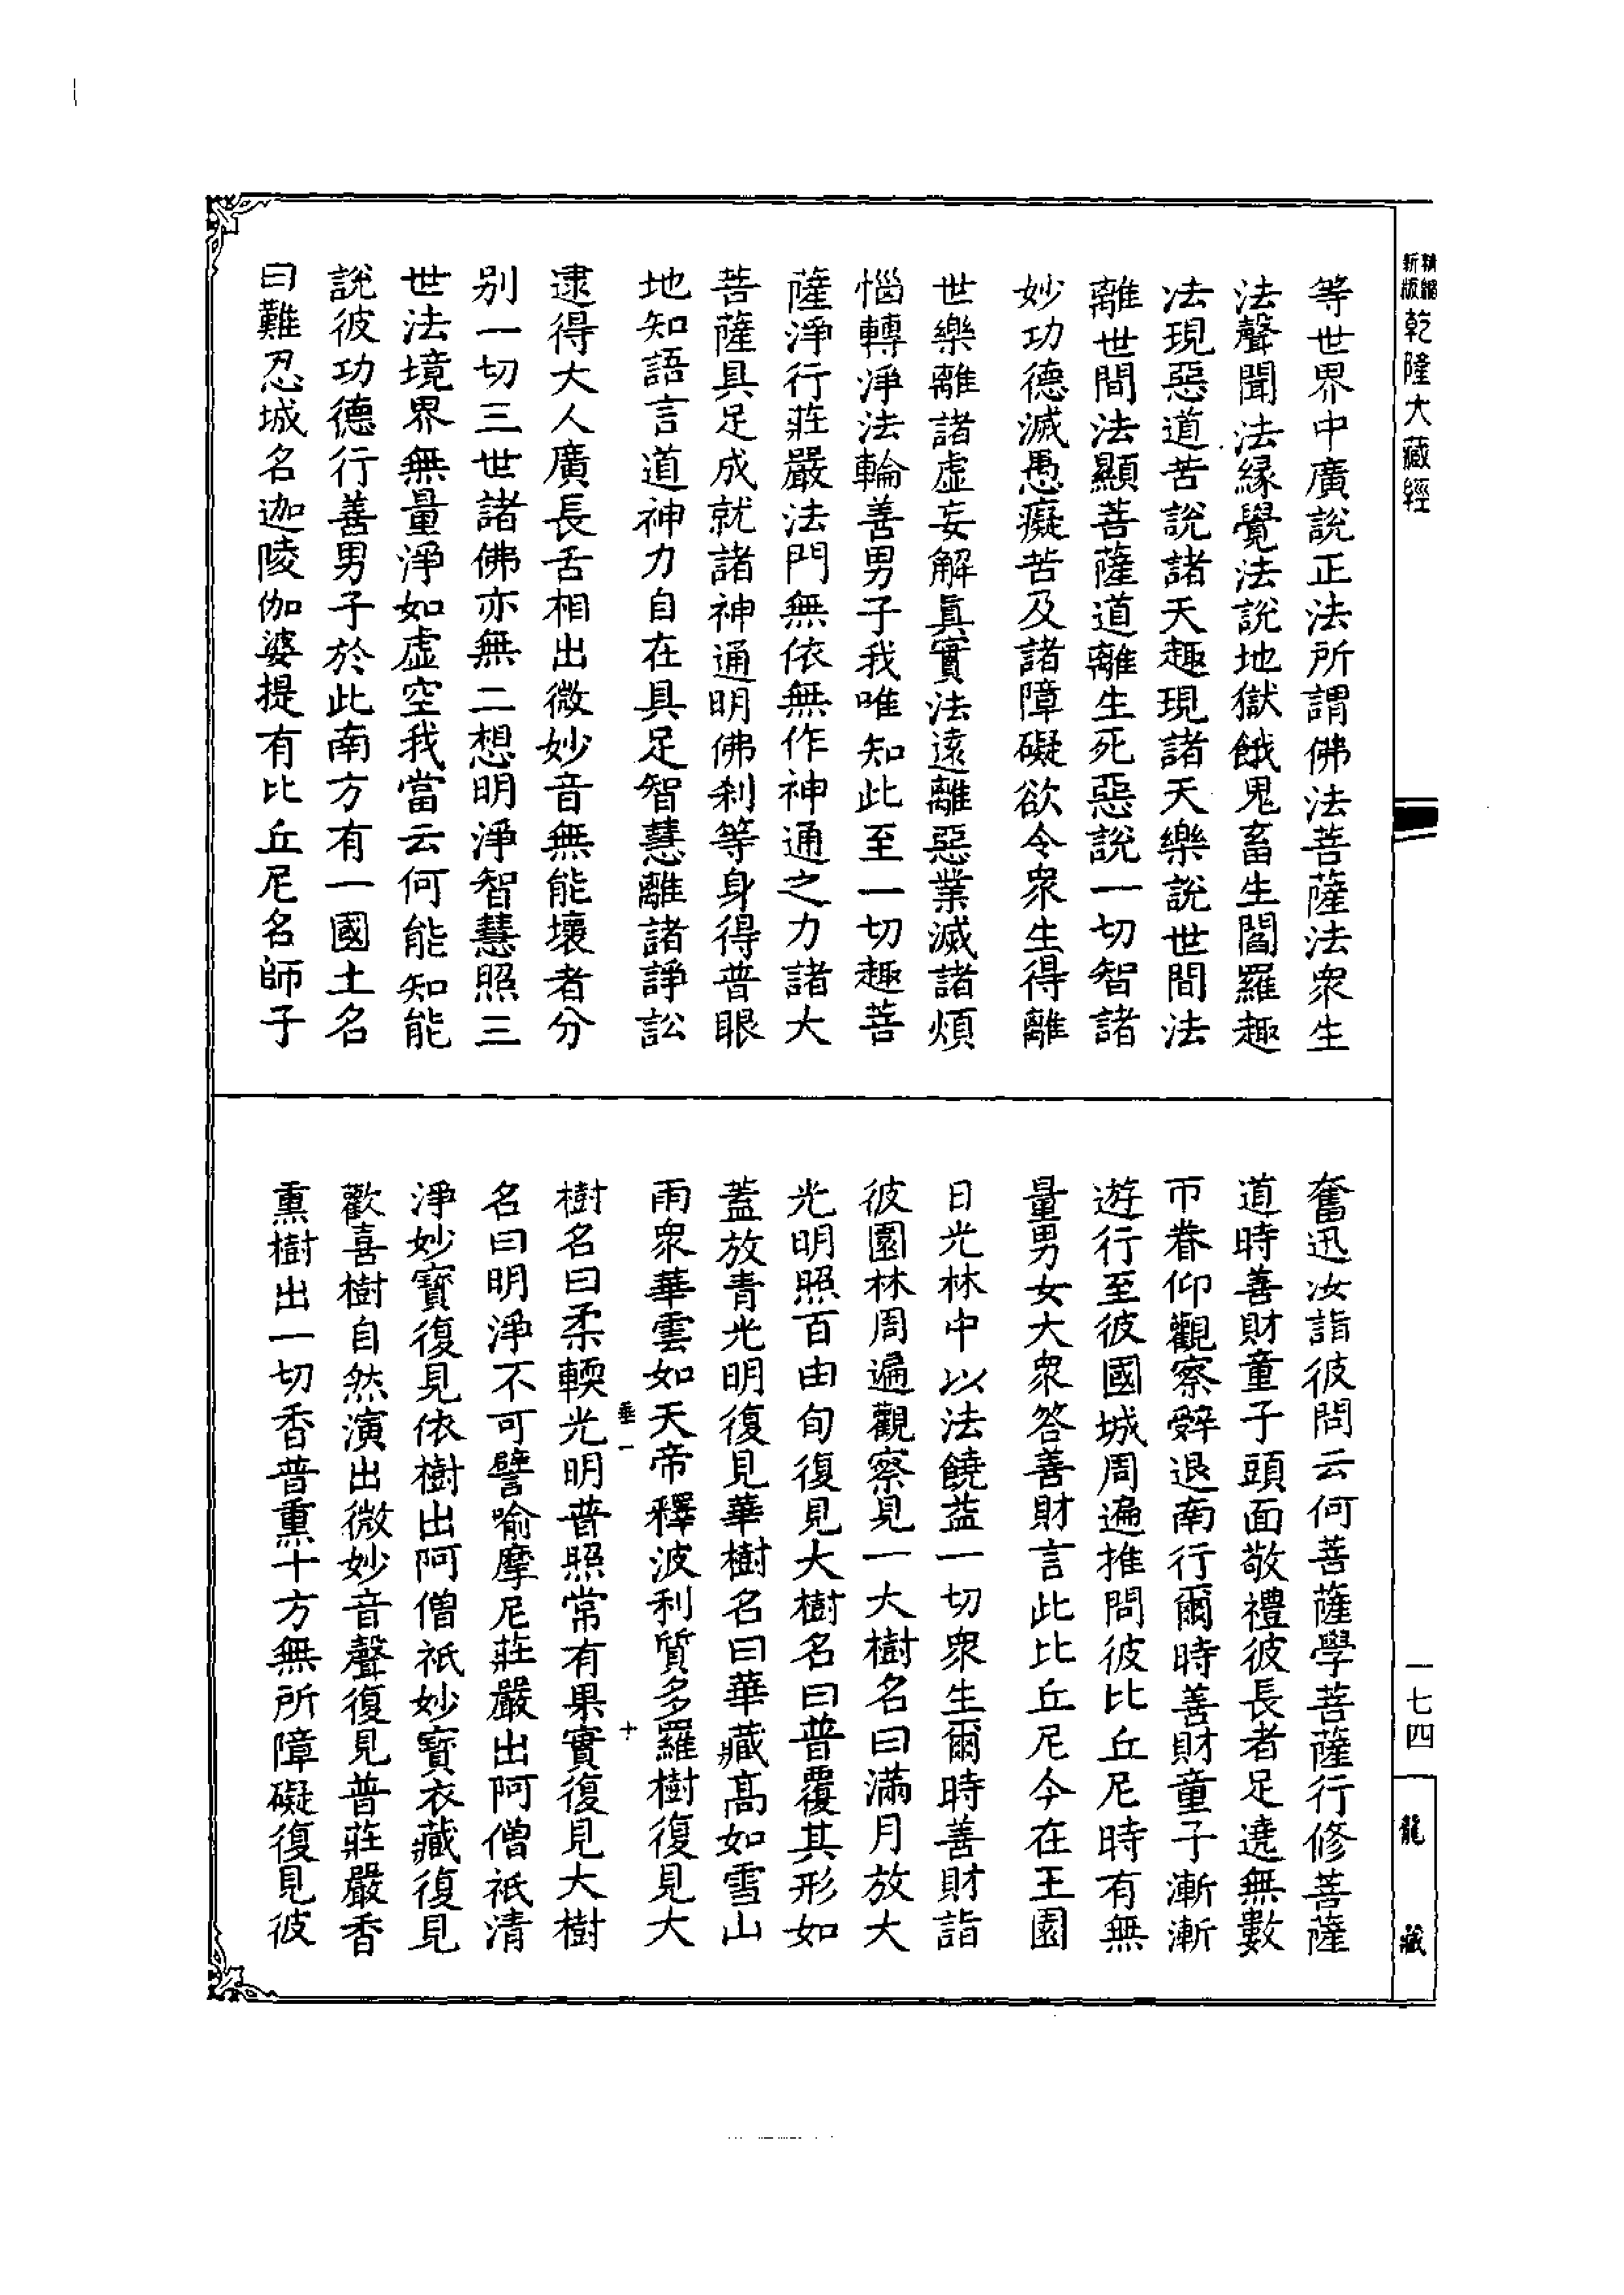 精縮新版乾隆大藏經
等世界中廣說正法所謂佛法菩薩法眾生
法聲聞法緣覺法說地獄餓鬼畜生閻羅趣
法現惡道苦說諸天趣現諸天樂說世間法
離世間法顯菩薩道離生死惡說一切智諸
妙功德滅愚癡苦及諸障礙欲令眾生得離
世樂離諸虛妄解眞實法遠離惡業滅諸煩
惱轉淨法輪善男子我唯知此至一切趣菩
薩淨行莊嚴法門無依無作神通之力諸大
菩薩具足成就諸神通明佛剎等身得普眼
地知語言道神力自在具足智慧離諸諍訟
逮得大人廣長舌相出微妙音無能壞者分
別一切三世諸佛亦無二想明淨智慧照三
世法境界無量淨如虛空我當云何能知能
說彼功德行善男子於此南方有一國土名
曰難忍城名迦陵伽婆提有比丘尼名師子
奮迅汝詣彼問云何菩薩學菩薩行修菩薩
道時善財童子頭面敬禮彼長者足遶無數
帀眷仰觀察辭退南行爾時善財童子漸漸
遊行至彼國城周遍推問彼比丘尼時有無
量男女大眾答善財言此比丘尼今在王園
日光林中以法饒益一切眾生爾時善財詣
彼園林周遍觀察見一大樹名曰滿月放大
光明照百由旬復見大樹名曰普覆其形如
蓋放青光明復見華樹名曰華藏高如雪山
雨眾華雲如天帝釋波利質多羅樹復見大
垂一 十
樹名曰柔輭光明普照常有果實復見大樹
名曰明淨不可譬喻摩尼莊嚴出阿僧祇清
淨妙寶復見依樹出阿僧祇妙寶衣藏復見
歡喜樹自然演出微妙音聲復見普莊嚴香
熏樹出一切香普熏十方無所障礙復見彼
一七四
龍藏